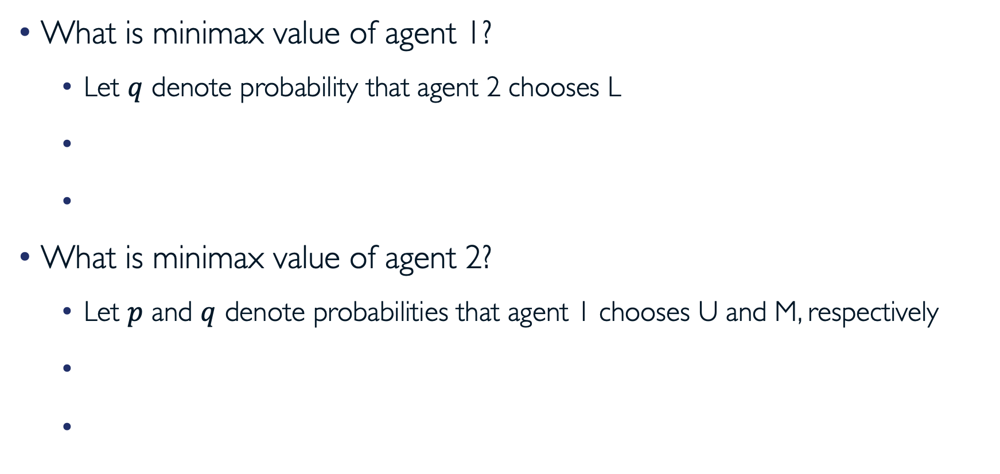 • What is minimax value of agent 1?
• Let q denote probability that agent 2 chooses L
•
•
• What is minimax value of agent 2?
• Let p and q denote probabilities that agent 1 chooses U and M, respectively
•
•